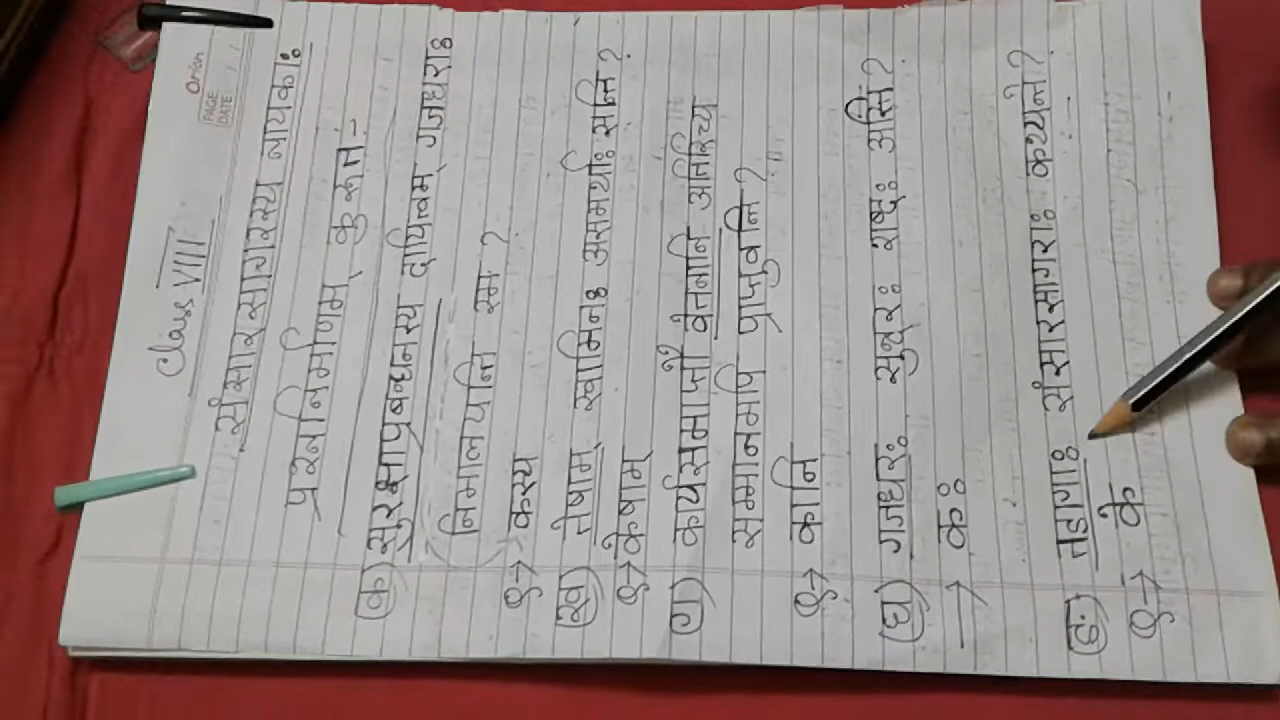 Orion
PAGE
DATE / /
Class VIII
संसारसागरस्य नायकाः
प्रश्ननिर्माणम् कुरुत:-
(क) सुरक्षाप्रबन्धनस्य दायित्वम् गजधराः
निभालयन्ति स्म ?
प्र→ कस्य
(ख) तेषाम् स्वामिनः असमर्थाः सन्ति ?
प्र→ केषाम्
(ग) कार्यसमाप्तौ वेतनानि अतिरिच्य
सम्मानमपि प्राप्नुवन्ति ?
प्र→ कानि
(घ) गजधरः सुन्दरः शब्दः अस्ति ?
→ कः
(ङ) तडागाः संसारसागराः कथ्यन्ते ?
प्र→ के